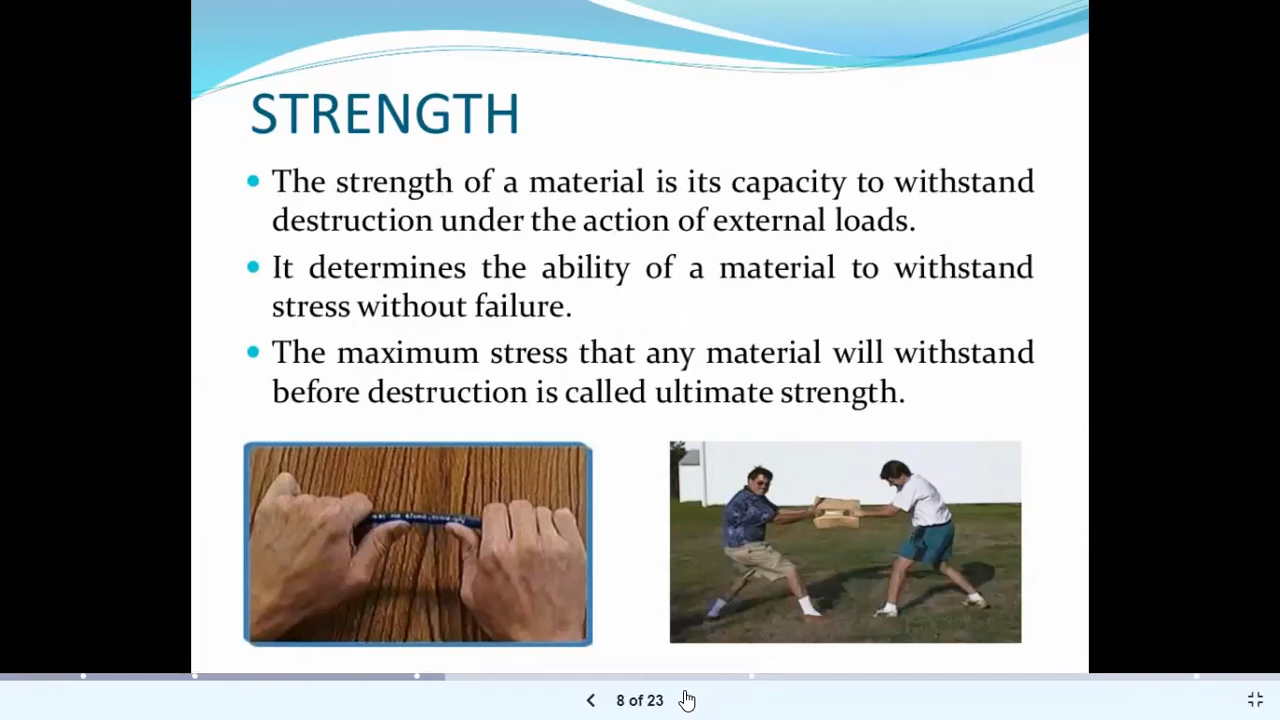 STRENGTH
The strength of a material is its capacity to withstand
destruction under the action of external loads.
It determines the ability of a material to withstand
stress without failure.
The maximum stress that any material will withstand
before destruction is called ultimate strength.
8 of 23